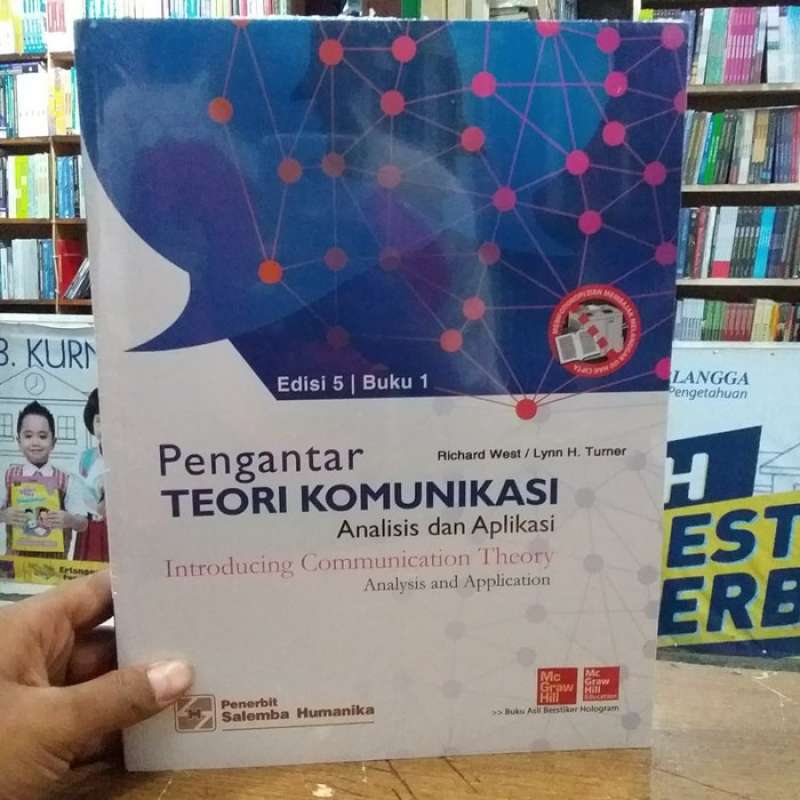 Edisi 5 | Buku 1
Richard West / Lynn H. Turner
Pengantar
TEORI KOMUNIKASI
Analisis dan Aplikasi
Introducing Communication Theory
Analysis and Application
Penerbit
Salemba Humanika
Mc
Graw
Hill
Mc
Graw
Hill
Education
>> Buku Asli Berstiker Hologram
3. KURN
LANGGA
Pengetahuan
H
EST
ERB